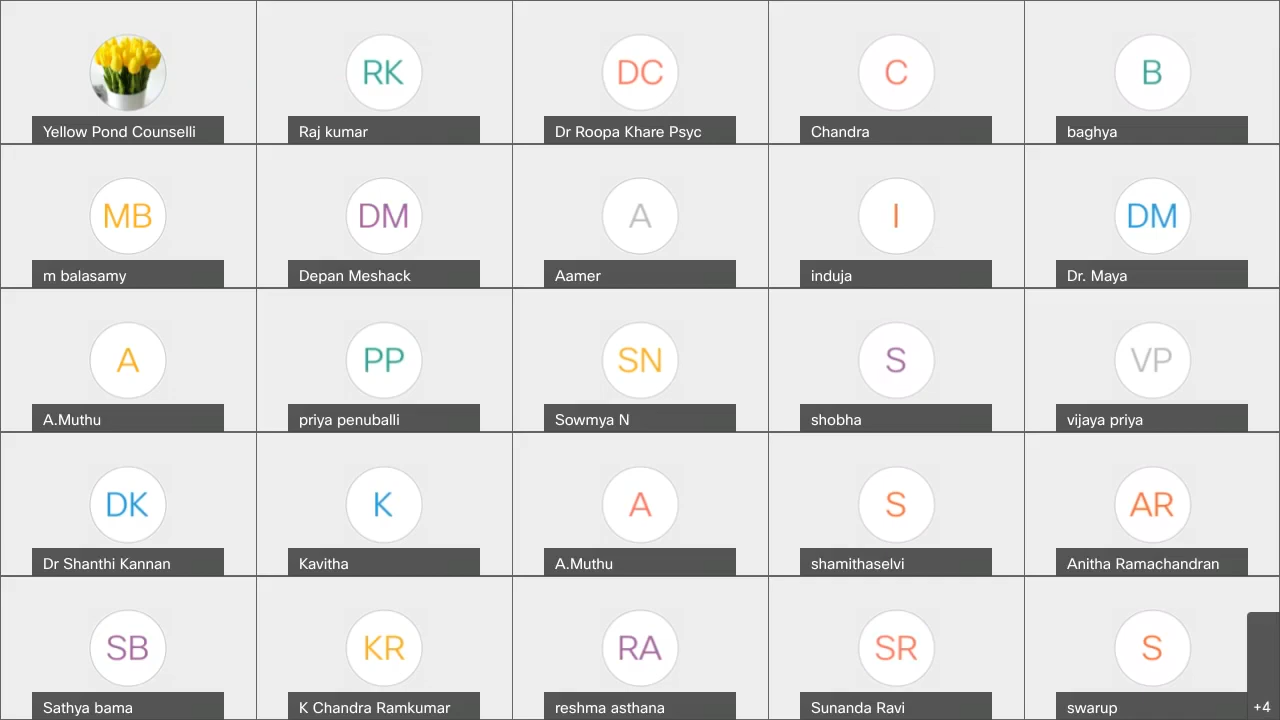 Yellow Pond Counselli
RK
Raj kumar
DC
Dr Roopa Khare Psyc
C
Chandra
B
baghya
MB
m balasamy
DM
Depan Meshack
A
Aamer
I
induja
DM
Dr. Maya
A
A.Muthu
PP
priya penuballi
SN
Sowmya N
S
shobha
VP
vijaya priya
DK
Dr Shanthi Kannan
K
Kavitha
A
A.Muthu
S
shamithaselvi
AR
Anitha Ramachandran
SB
Sathya bama
KR
K Chandra Ramkumar
RA
reshma asthana
SR
Sunanda Ravi
S
swarup
+4